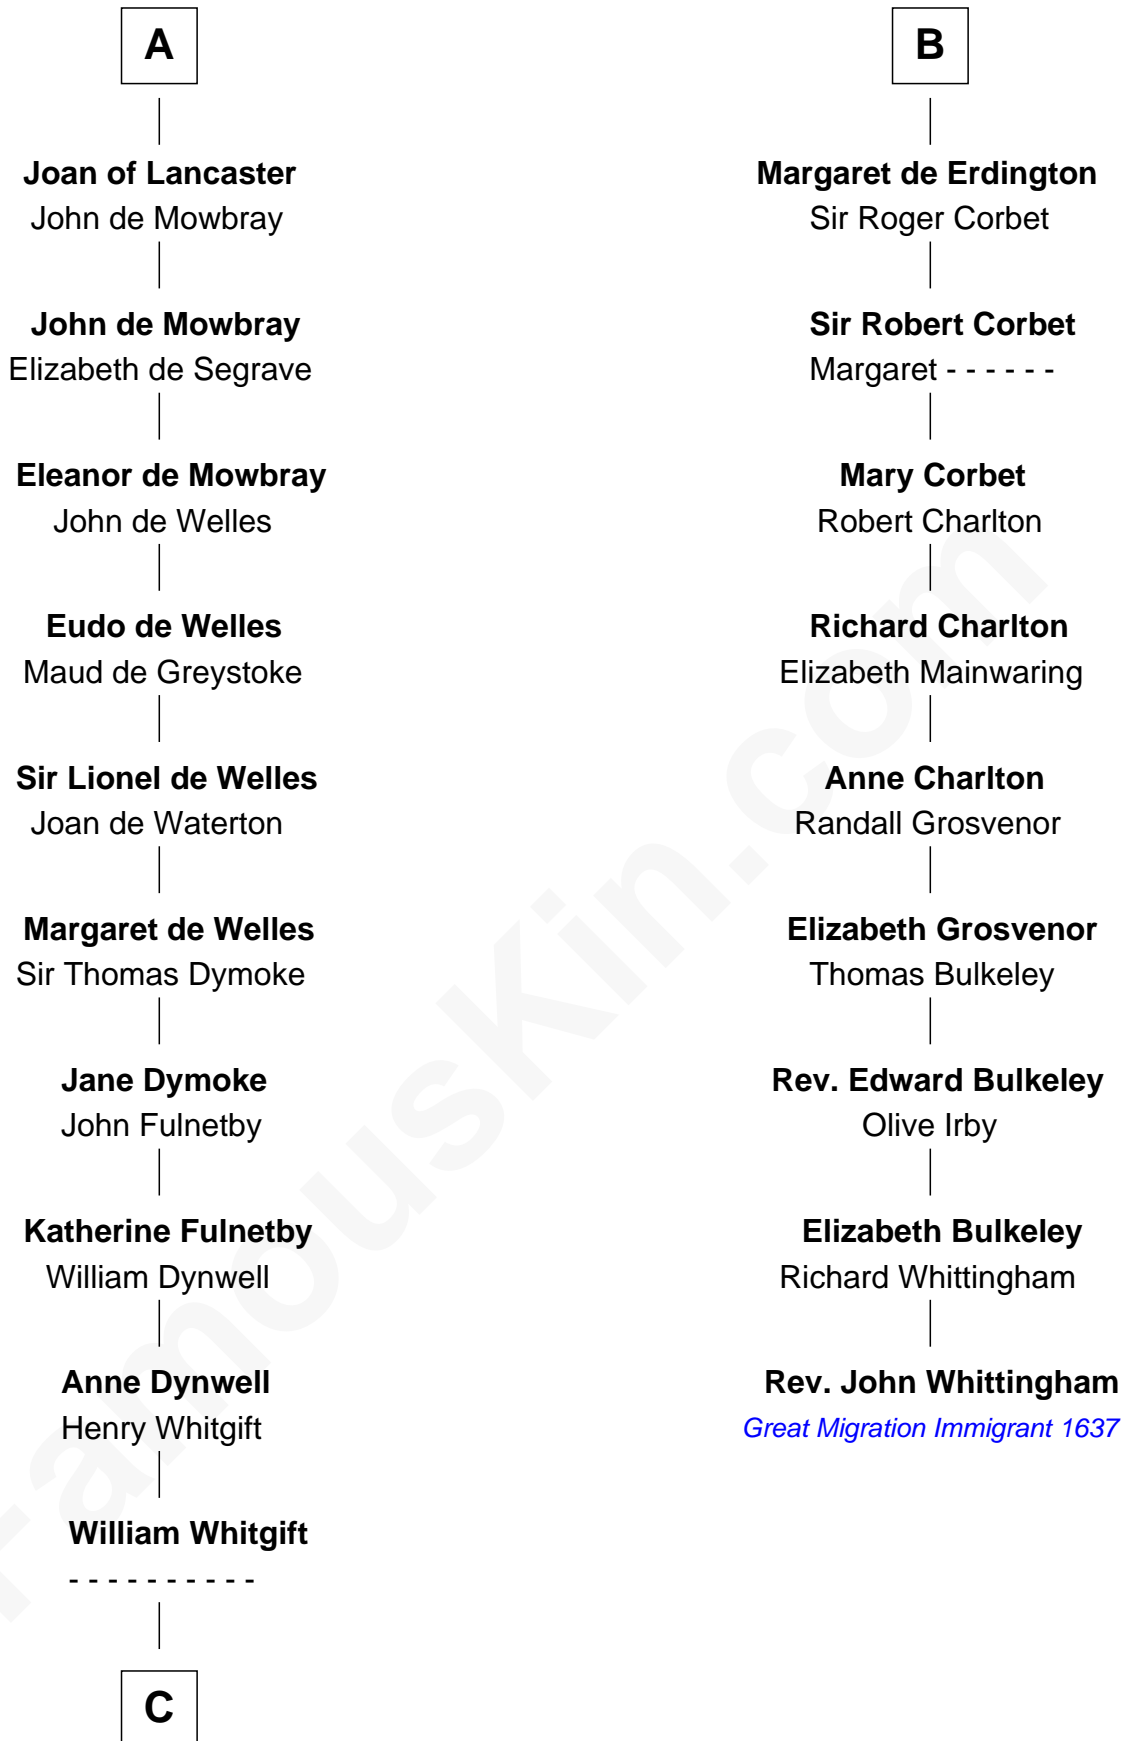 A
Joan of Lancaster
John de Mowbray
John de Mowbray
Elizabeth de Segrave
Eleanor de Mowbray
John de Welles
Eudo de Welles
Maud de Greystoke
Sir Lionel de Welles
Joan de Waterton
Margaret de Welles
Sir Thomas Dymoke
Jane Dymoke
John Fulnetby
Katherine Fulnetby
William Dynwell
Anne Dynwell
Henry Whitgift
William Whitgift
- - - - - - - - - -
C
B
Margaret de Erdington
Sir Roger Corbet
Sir Robert Corbet
Margaret - - - - - -
Mary Corbet
Robert Charlton
Richard Charlton
Elizabeth Mainwaring
Anne Charlton
Randall Grosvenor
Elizabeth Grosvenor
Thomas Bulkeley
Rev. Edward Bulkeley
Olive Irby
Elizabeth Bulkeley
Richard Whittingham
Rev. John Whittingham
Great Migration Immigrant 1637
FamousKin.com